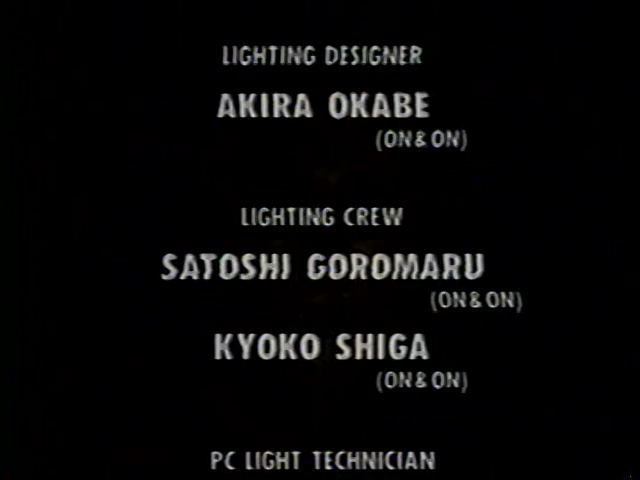 LIGHTING DESIGNER
AKIRA OKABE
(ON & ON)
LIGHTING CREW
SATOSHI GOROMARU
(ON & ON)
KYOKO SHIGA
(ON & ON)
PC LIGHT TECHNICIAN